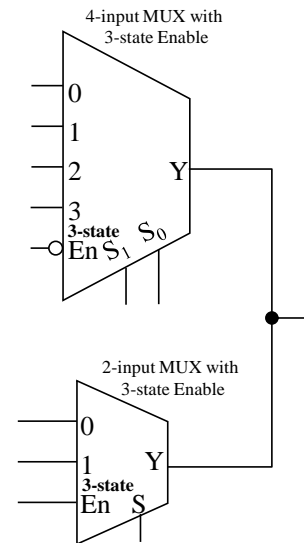 4-input MUX with
3-state Enable
0
1
2
3
Y
3-state
En S1 S0
2-input MUX with
3-state Enable
0
1
Y
3-state
En S